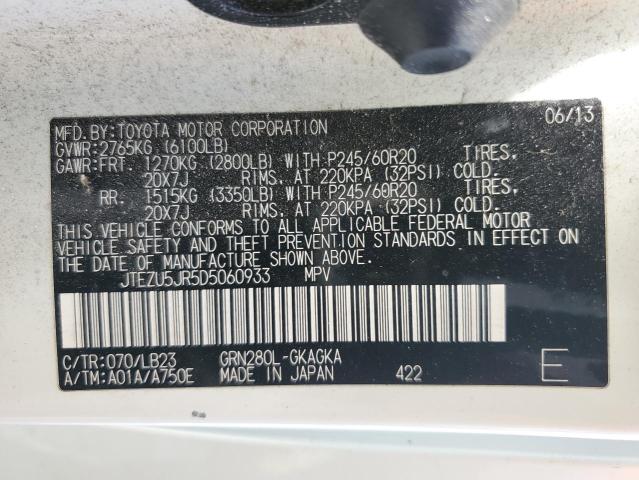 MFD.BY:TOYOTA MOTOR CORPORATION 06/13
GVWR:2765KG (6100LB)
GAWR:FRT. 1270KG (2800LB) WITH P245/60R20 TIRES,
20X7J RIMS, AT 220KPA (32PSI) COLD.
RR. 1515KG (3350LB) WITH P245/60R20 TIRES,
20X7J RIMS, AT 220KPA (32PSI) COLD.
THIS VEHICLE CONFORMS TO ALL APPLICABLE FEDERAL MOTOR
VEHICLE SAFETY AND THEFT PREVENTION STANDARDS IN EFFECT ON
THE DATE OF MANUFACTURE SHOWN ABOVE.
JTEZU5JR5D5060933 MPV
C/TR:070/LB23 GRN280L-GKAGKA
A/TM:A01A/A750E MADE IN JAPAN 422 E